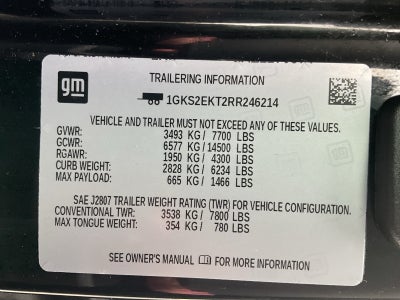 gm
TRAILERING INFORMATION
1GKS2EKT2RR246214
VEHICLE AND TRAILER MUST NOT EXCEED ANY OF THESE VALUES.
GVWR: 3493 KG / 7700 LBS
GCWR: 6577 KG / 14500 LBS
RGAWR: 1950 KG / 4300 LBS
CURB WEIGHT: 2828 KG / 6234 LBS
MAX PAYLOAD: 665 KG / 1466 LBS
SAE J2807 TRAILER WEIGHT RATING (TWR) FOR VEHICLE CONFIGURATION.
CONVENTIONAL TWR: 3538 KG / 7800 LBS
MAX TONGUE WEIGHT: 354 KG / 780 LBS
SEE OWNER'S MANUAL FOR MORE INFORMATION